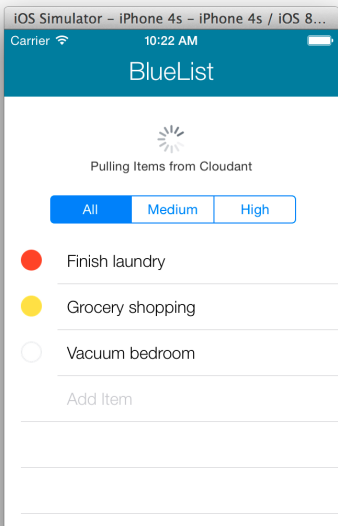 iOS Simulator – iPhone 4s – iPhone 4s / iOS 8...
Carrier 10:22 AM
BlueList
Pulling Items from Cloudant
All Medium High
Finish laundry
Grocery shopping
Vacuum bedroom
Add Item